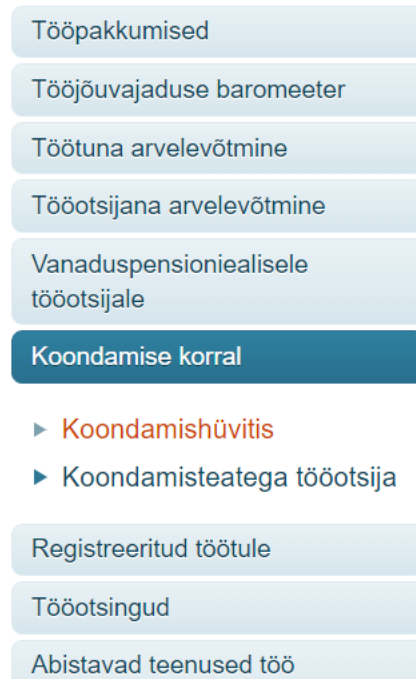 Tööpakkumised
Tööjõuvajaduse baromeeter
Töötuna arvelevõtmine
Tööotsijana arvelevõtmine
Vanaduspensioniealisele
tööotsijale
Koondamise korral
Koondamishüvitis
Koondamisteatega tööotsija
Registreeritud töötule
Tööotsingud
Abistavad teenused töö